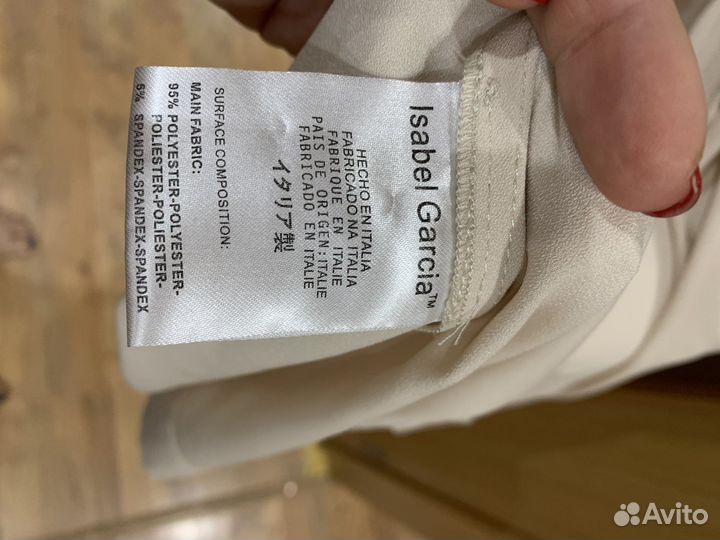 Isabel Garcia™
HECHO EN ITALIA
FABRICADO NA ITALIA
FABRIQUE EN ITALIE
PAIS DE ORIGEN:ITALIE
FABRICADO EN ITALIE
イタリア製
SURFACE COMPOSITION:
MAIN FABRIC:
95% POLYESTER-POLYESTER-
POLIESTER-POLIESTER-
5% SPANDEX-SPANDEX-SPANDEX
Avito